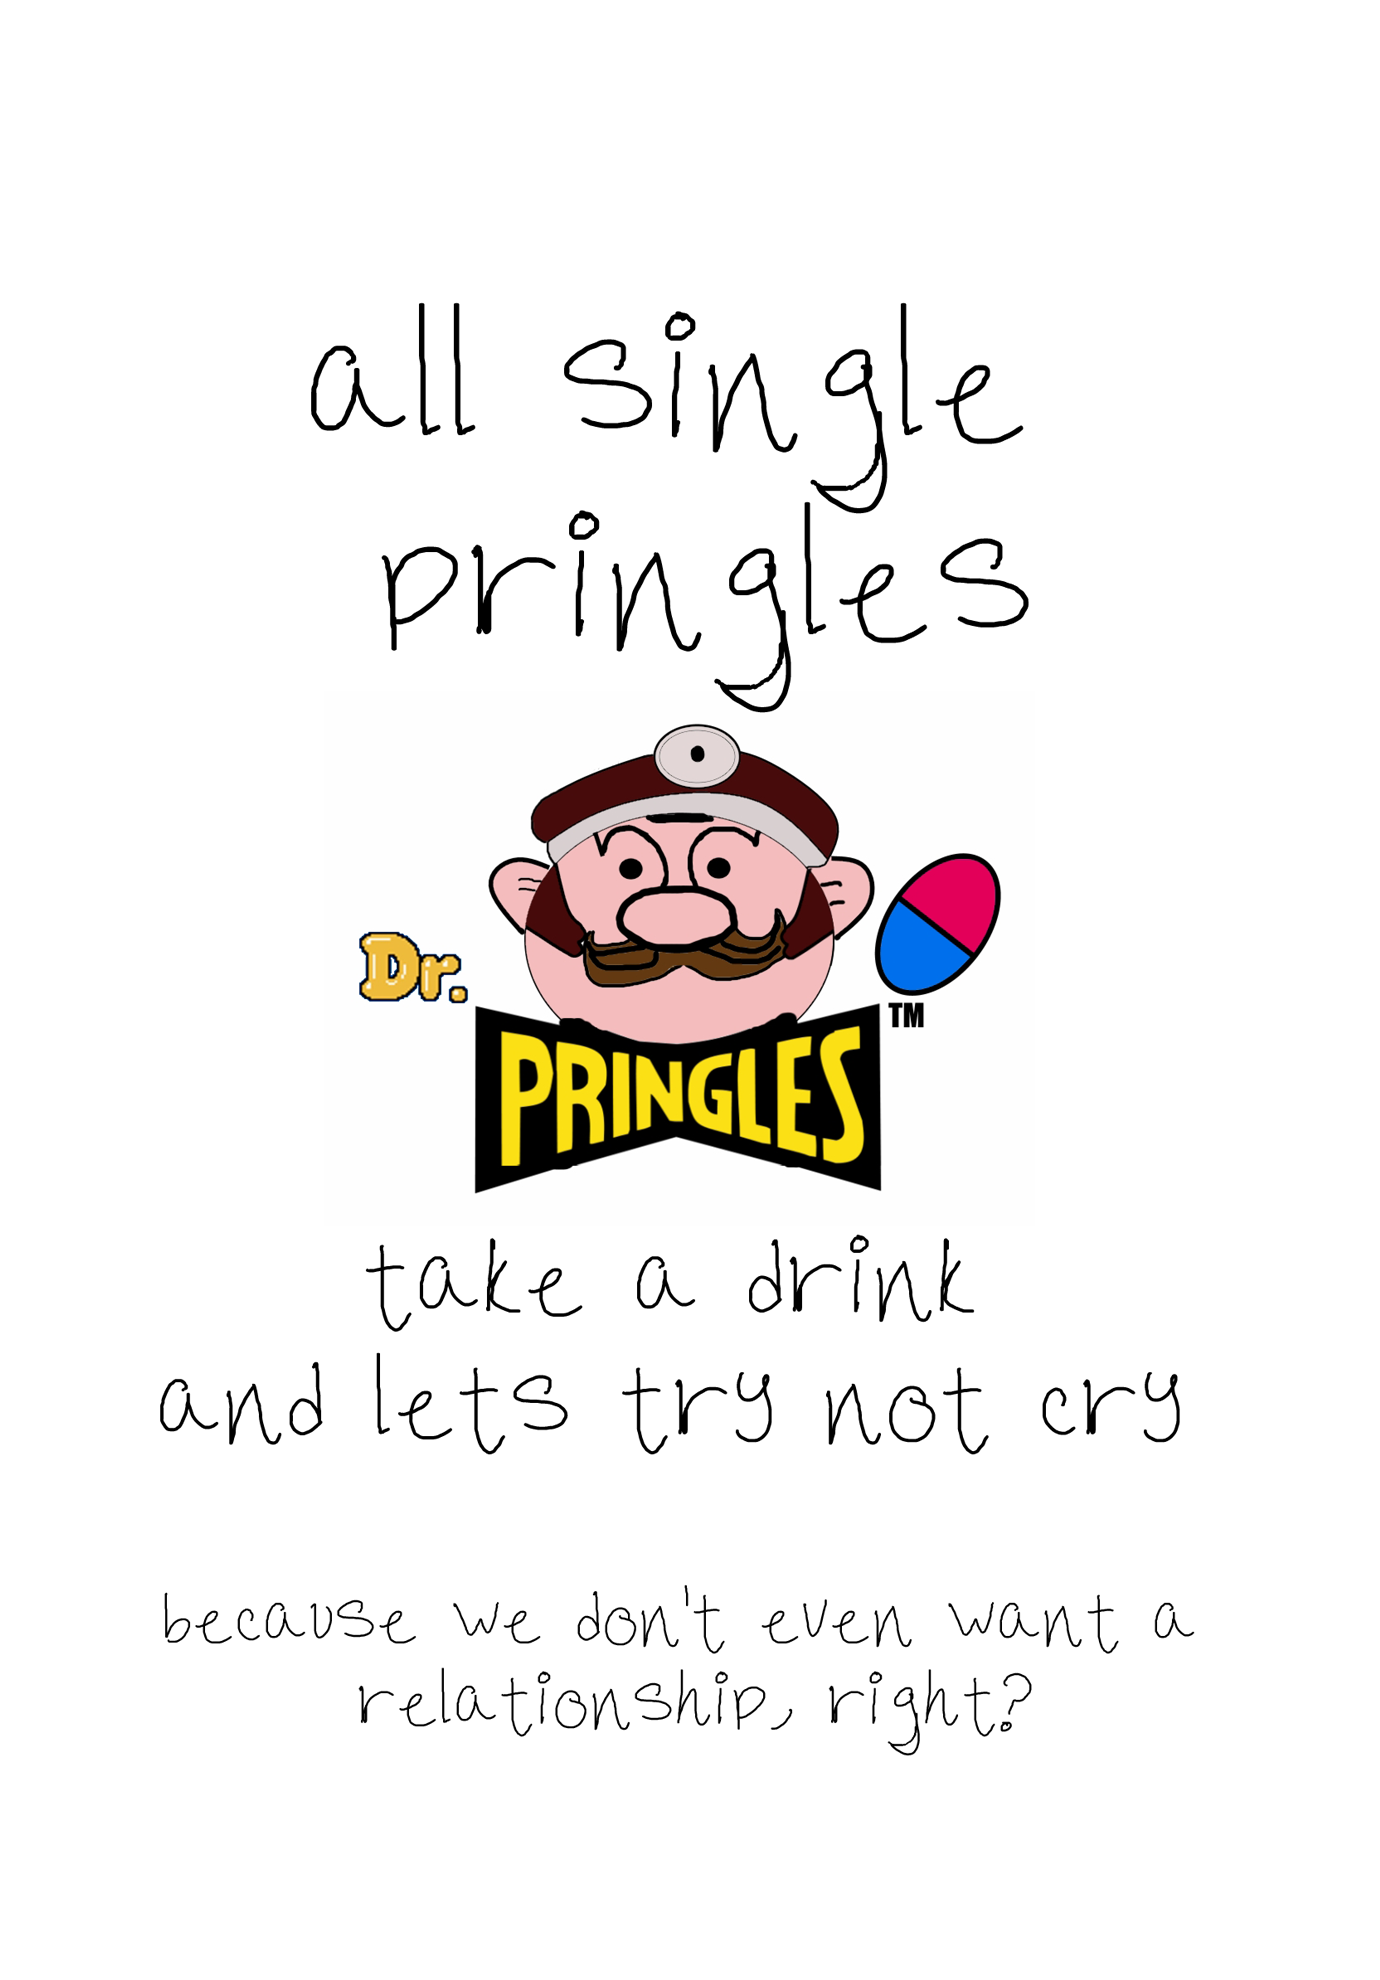 all single
pringles
Dr.
TM
PRINGLES
take a drink
and lets try not cry
because we don't even want a
relationship, right?